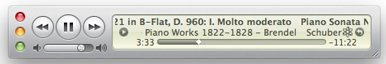 21 in B-Flat, D. 960: I. Molto moderato Piano Sonata N
Piano Works 1822-1828 - Brendel Schuber
3:33 -11:22